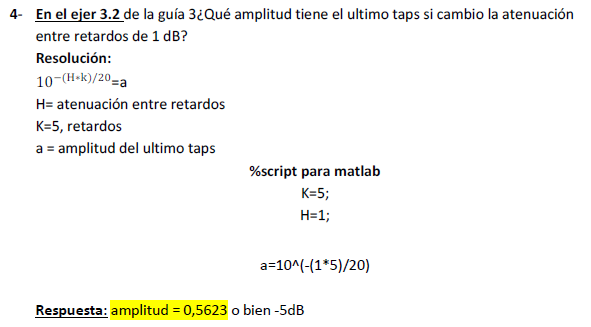 4- En el ejer 3.2 de la guía 3¿Qué amplitud tiene el ultimo taps si cambio la atenuación
entre retardos de 1 dB?
Resolución:
10^{-(H*k)/20}=a
H= atenuación entre retardos
K=5, retardos
a = amplitud del ultimo taps
%script para matlab
K=5;
H=1;
a=10^(-(1*5)/20)
Respuesta: amplitud = 0,5623 o bien -5dB